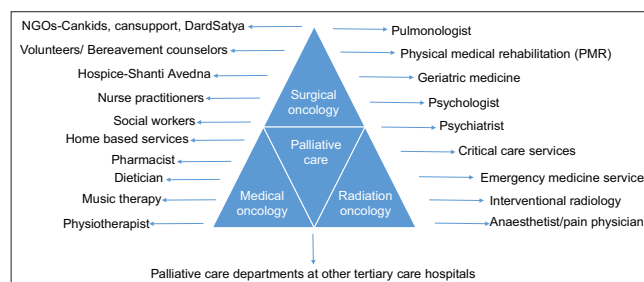 NGOs-Cankids, cansupport, DardSatya
Volunteers/ Bereavement counselors
Hospice-Shanti Avedna
Nurse practitioners
Social workers
Home based services
Pharmacist
Dietician
Music therapy
Physiotherapist
Surgical
oncology
Palliative
care
Medical
oncology
Radiation
oncology
Pulmonologist
Physical medical rehabilitation (PMR)
Geriatric medicine
Psychologist
Psychiatrist
Critical care services
Emergency medicine service
Interventional radiology
Anaesthetist/pain physician
Palliative care departments at other tertiary care hospitals